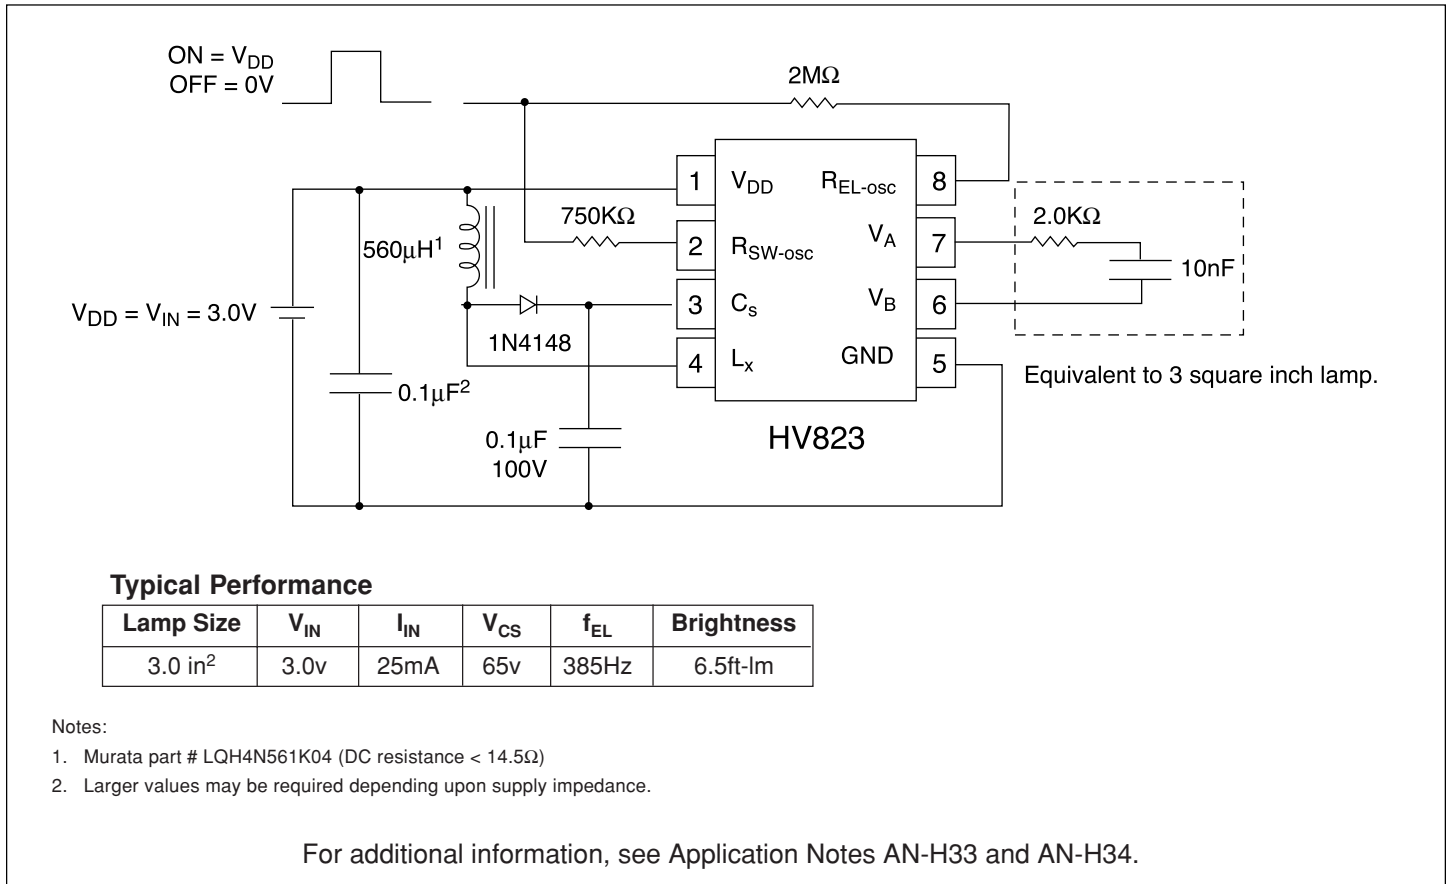 ON = VDD
OFF = 0V
2MΩ
1 VDD REL-osc 8
750KΩ
2.0KΩ
560μH¹
2 RSW-osc VA 7
10nF
VDD = VIN = 3.0V
3 Cs VB 6
1N4148
4 Lx GND 5
Equivalent to 3 square inch lamp.
0.1μF²
0.1μF
100V
HV823
Typical Performance
Lamp Size VIN IIN VCS fEL Brightness
3.0 in² 3.0v 25mA 65v 385Hz 6.5ft-lm
Notes:
1. Murata part # LQH4N561K04 (DC resistance < 14.5Ω)
2. Larger values may be required depending upon supply impedance.
For additional information, see Application Notes AN-H33 and AN-H34.